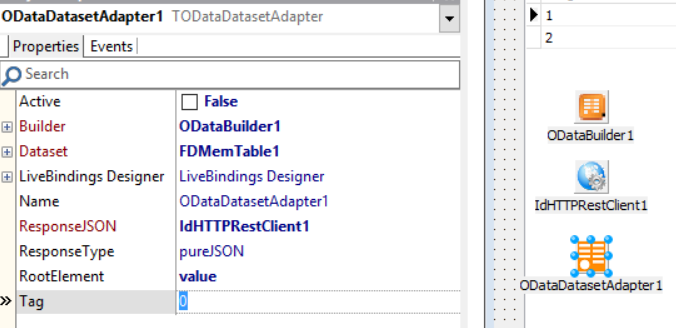 ODataDatasetAdapter1 TODataDatasetAdapter
Properties Events
Search
Active False
Builder ODataBuilder1
Dataset FDMemTable1
LiveBindings Designer LiveBindings Designer
Name ODataDatasetAdapter1
ResponseJSON IdHTTPRestClient1
ResponseType pureJSON
RootElement value
Tag 0
1
2
ODataBuilder1
IdHTTPRestClient1
ODataDatasetAdapter1